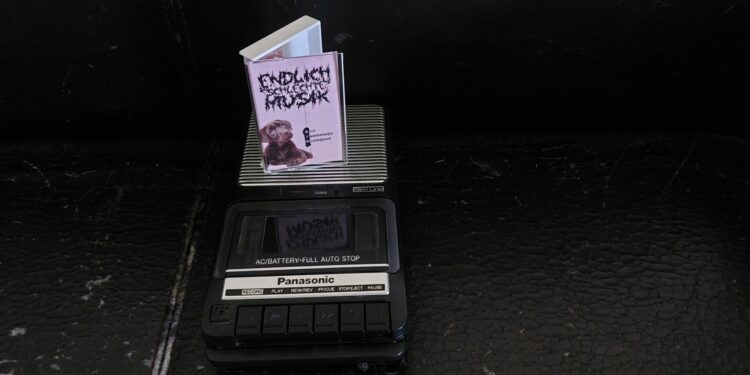 ENDLICH
SCHLECHTE
MUSIK
AC/BATTERY•FULL AUTO STOP
Panasonic
RECORD PLAY REW/REV FF/CUE STOP/EJECT PAUSE